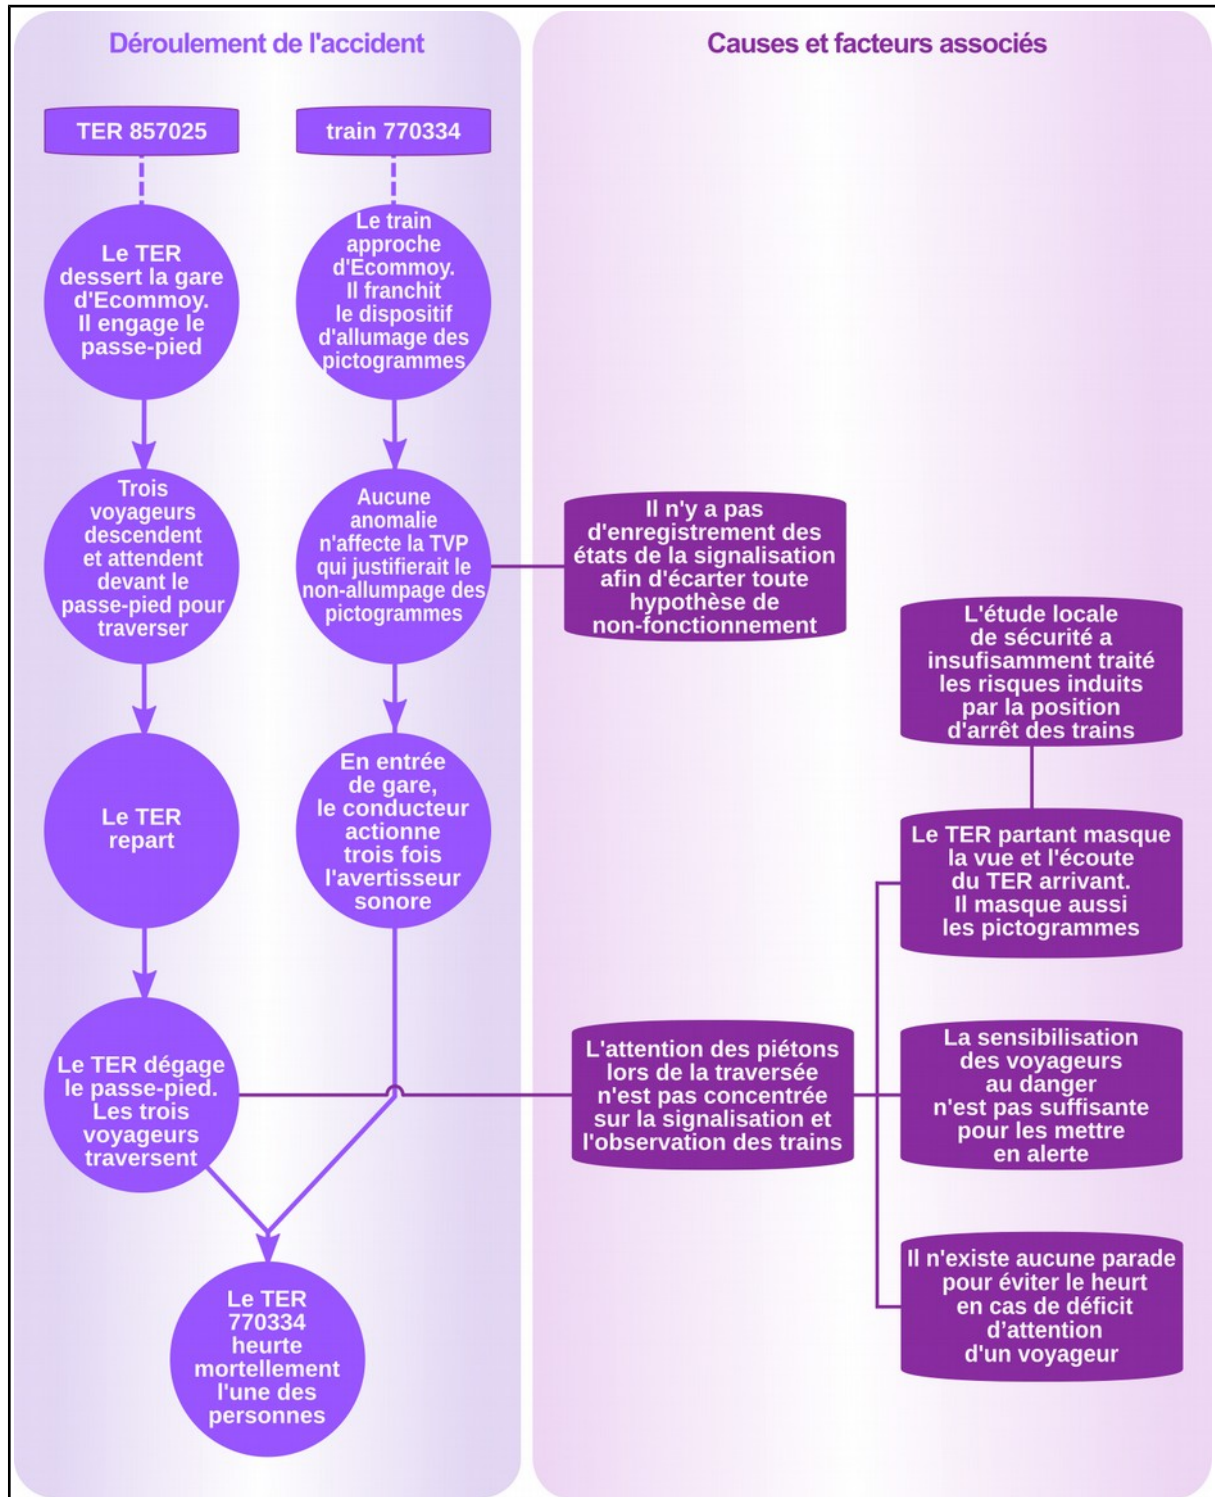 Déroulement de l'accident
Causes et facteurs associés
TER 857025
train 770334
Le TER
dessert la gare
d'Ecommoy.
Il engage le
passe-pied
Le train
approche
d'Ecommoy.
Il franchit
le dispositif
d'allumage des
pictogrammes
Trois
voyageurs
descendent
et attendent
devant le
passe-pied pour
traverser
Aucune
anomalie
n'affecte la TVP
qui justifierait le
non-allumpage des
pictogrammes
Il n'y a pas
d'enregistrement des
états de la signalisation
afin d'écarter toute
hypothèse de
non-fonctionnement
L'étude locale
de sécurité a
insufisamment traité
les risques induits
par la position
d'arrêt des trains
Le TER
repart
En entrée
de gare,
le conducteur
actionne
trois fois
l'avertisseur
sonore
Le TER partant masque
la vue et l'écoute
du TER arrivant.
Il masque aussi
les pictogrammes
Le TER dégage
le passe-pied.
Les trois
voyageurs
traversent
L'attention des piétons
lors de la traversée
n'est pas concentrée
sur la signalisation et
l'observation des trains
La sensibilisation
des voyageurs
au danger
n'est pas suffisante
pour les mettre
en alerte
Il n'existe aucune parade
pour éviter le heurt
en cas de déficit
d’attention
d'un voyageur
Le TER
770334
heurte
mortellement
l'une des
personnes